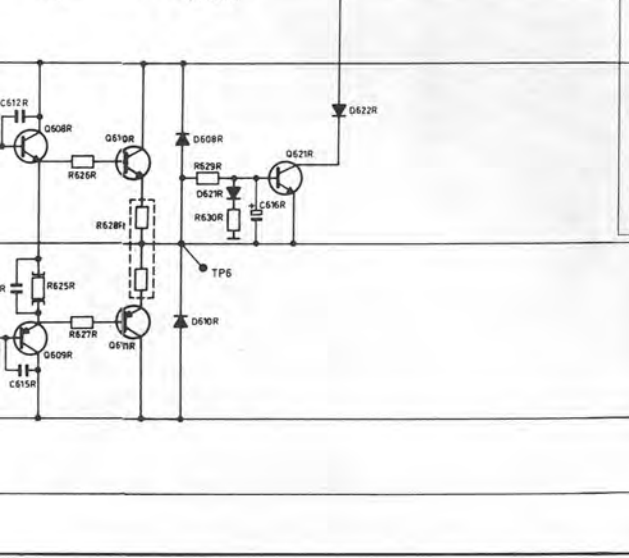 C612R
Q608R
Q610R
R626R
D608R
D622R
R629R
Q621R
D621R
C616R
R630R
R628R
+
TP6
R
R625R
R627R
D610R
Q609R
Q611R
C615R